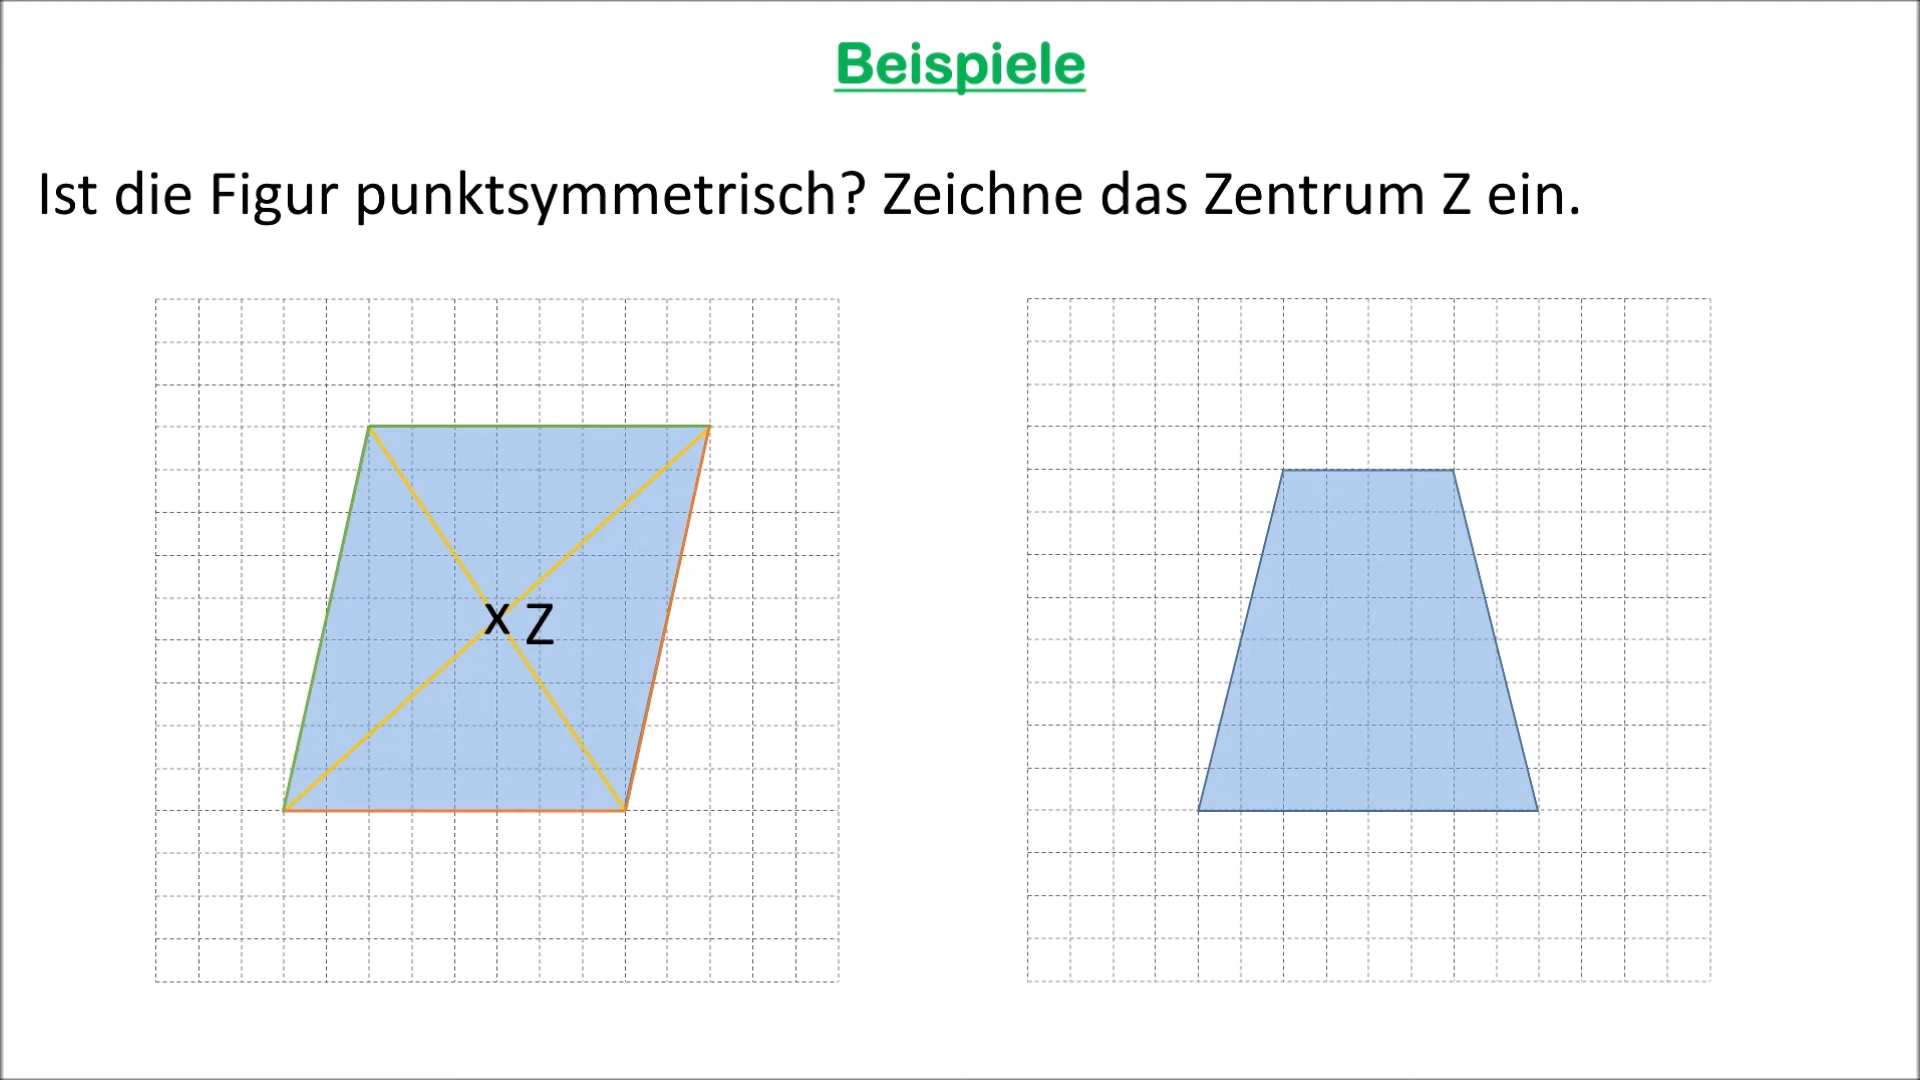 Beispiele
Ist die Figur punktsymmetrisch? Zeichne das Zentrum Z ein.
x Z